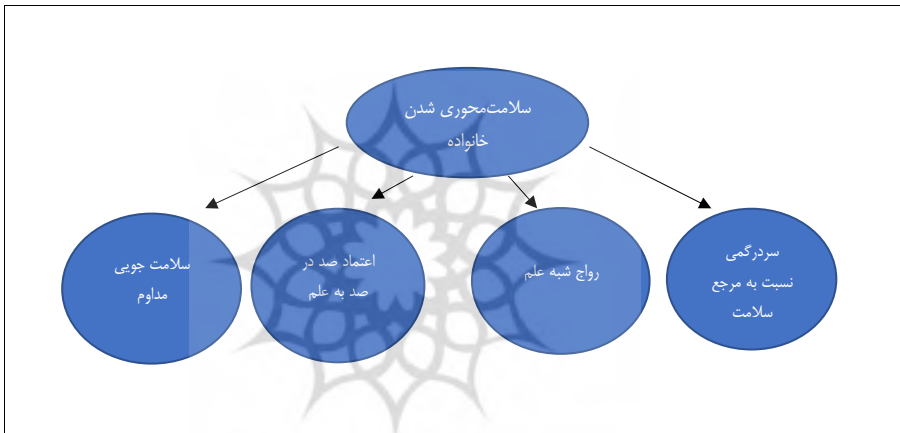 سلامت‌محوری شدن
خانواده
سردرگمی
نسبت به مرجع
سلامت
رواج شبه علم
اعتماد صد در
صد به علم
سلامت جویی
مداوم